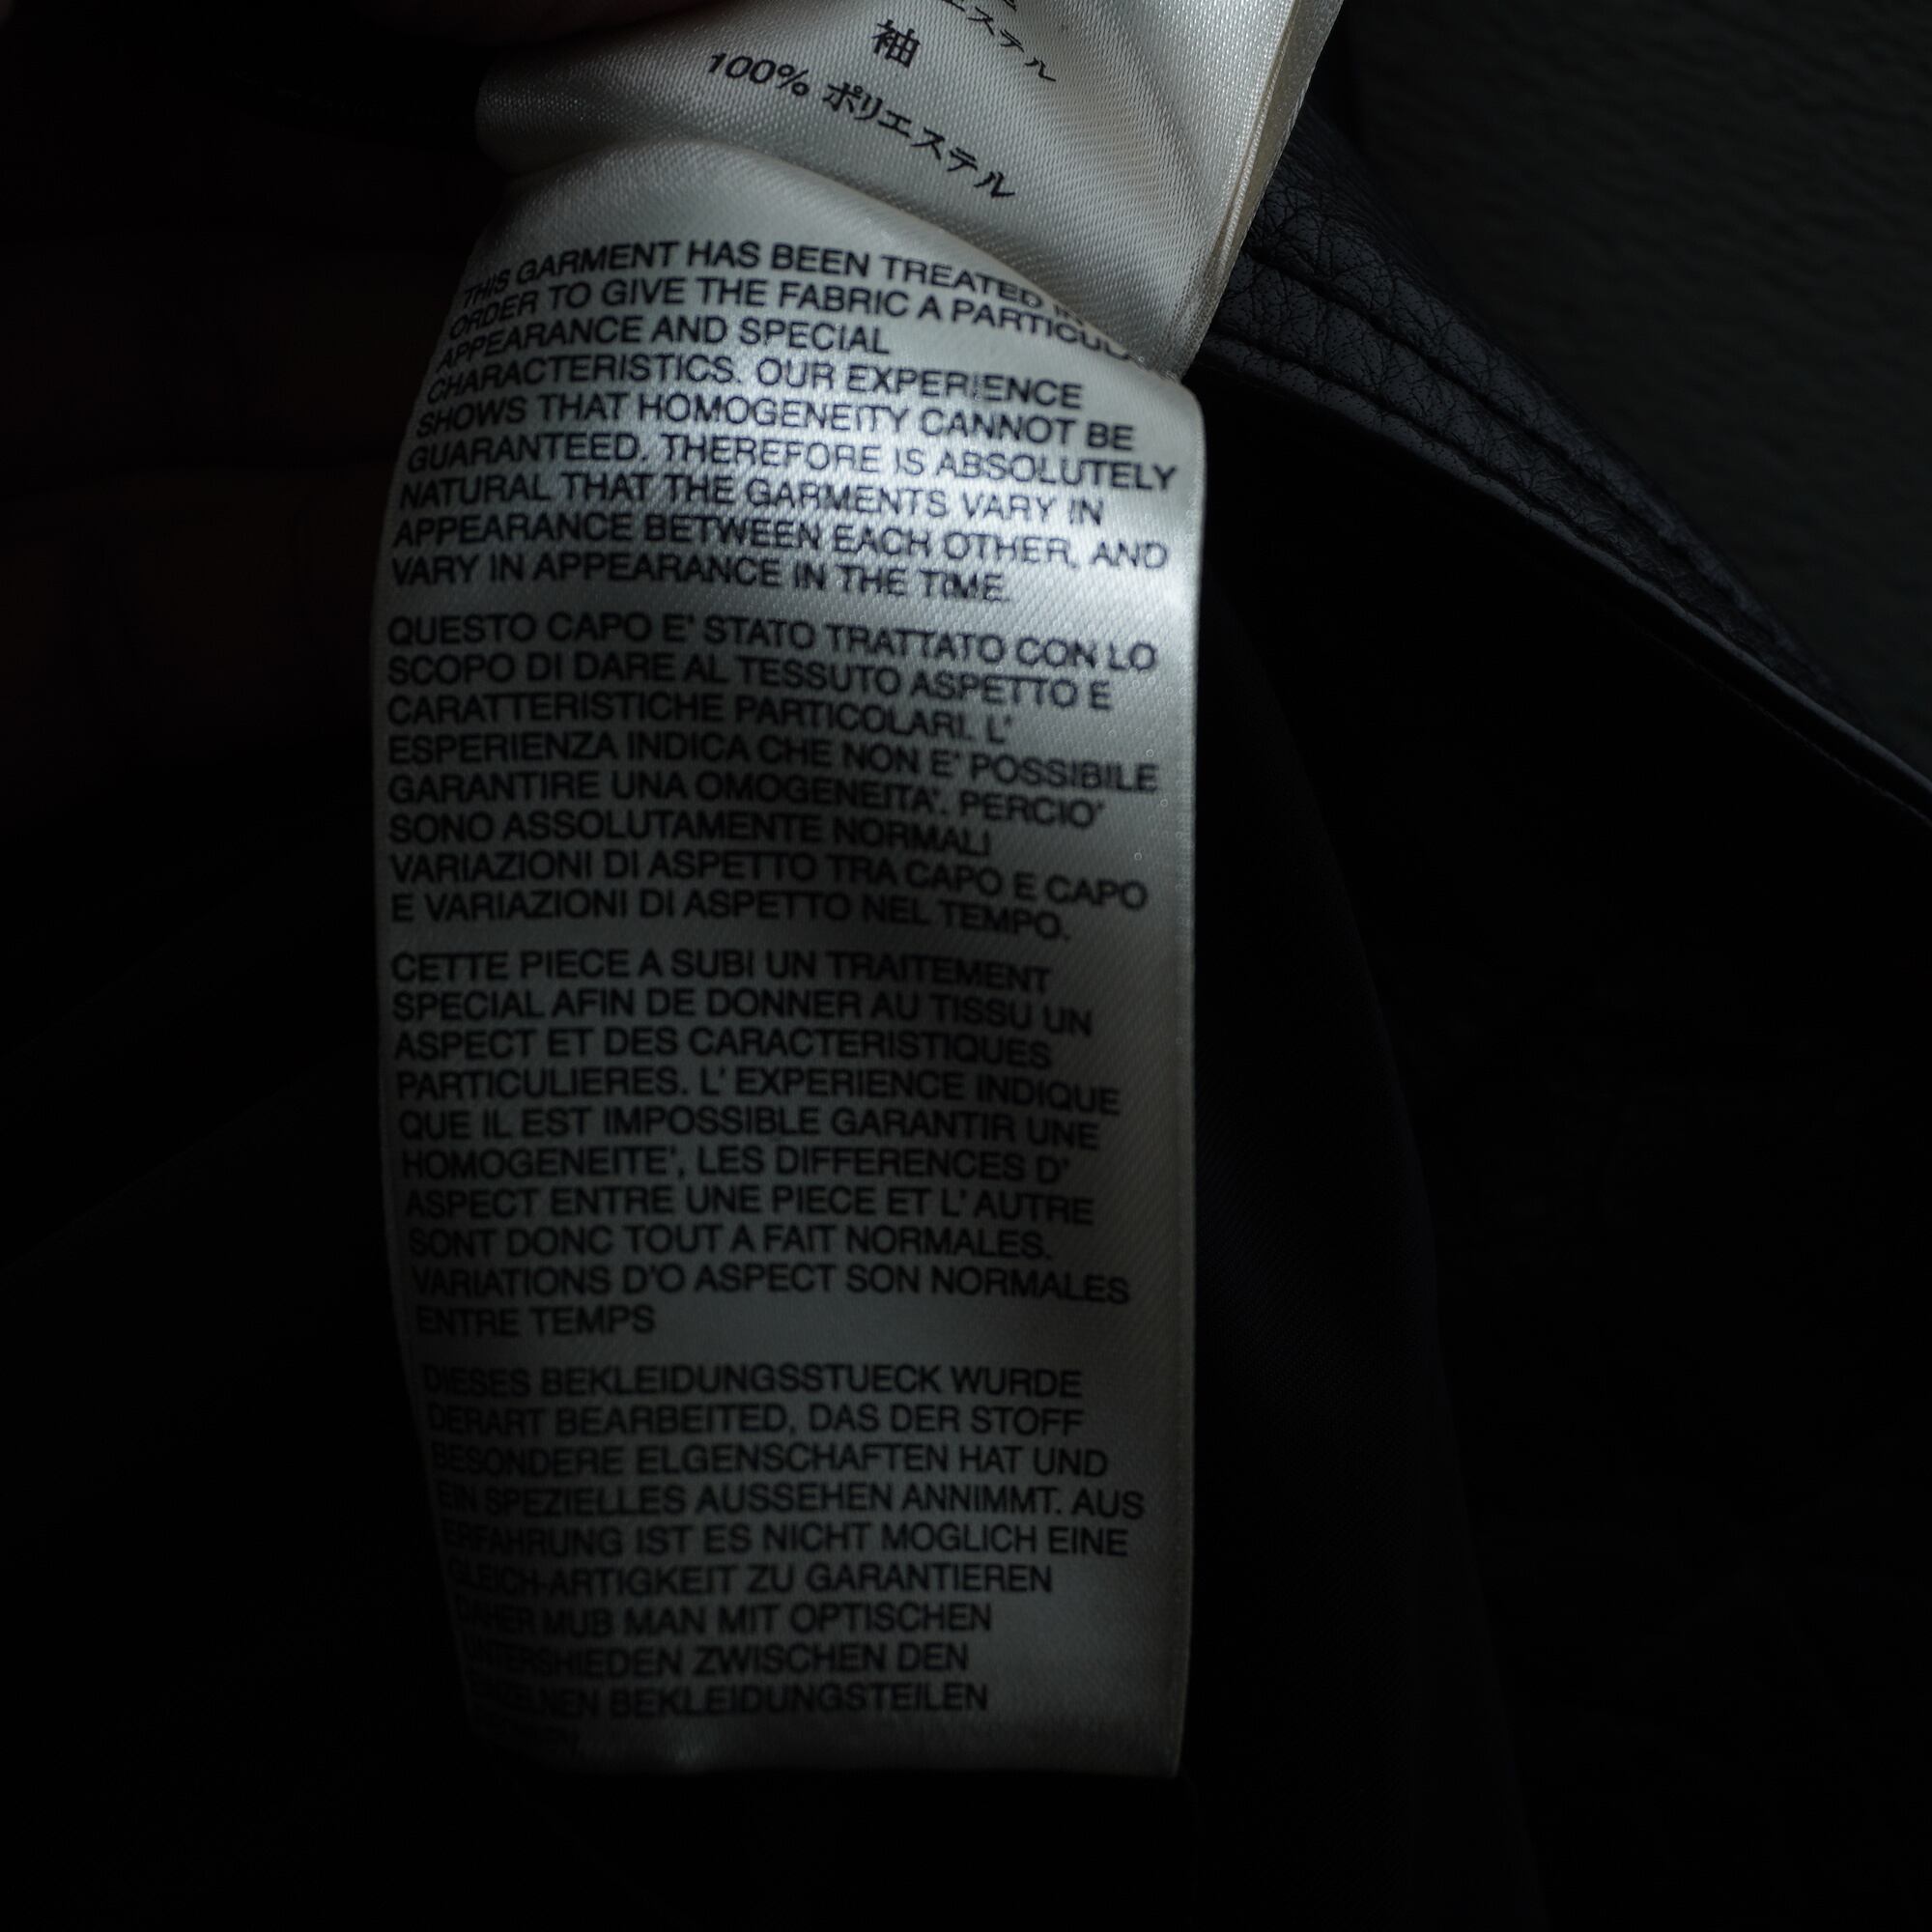 エステル
袖
100% ポリエステル
THIS GARMENT HAS BEEN TREATED
ORDER TO GIVE THE FABRIC A
APPEARANCE AND SPECIAL
CHARACTERISTICS. OUR EXPERIENCE
SHOWS THAT HOMOGENEITY CANNOT BE
GUARANTEED. THEREFORE IS ABSOLUTELY
NATURAL THAT THE GARMENTS VARY IN
APPEARANCE BETWEEN EACH OTHER, AND
VARY IN APPEARANCE IN THE TIME.
QUESTO CAPO E' STATO TRATTATO CON LO
SCOPO DI DARE AL TESSUTO ASPETTO E
CARATTERISTICHE PARTICOLARI. L'
ESPERIENZA INDICA CHE NON E' POSSIBILE
GARANTIRE UNA OMOGENEITA'. PERCIO'
SONO ASSOLUTAMENTE NORMALI
VARIAZIONI DI ASPETTO TRA CAPO E CAPO
E VARIAZIONI DI ASPETTO NEL TEMPO.
CETTE PIECE A SUBI UN TRAITEMENT
SPECIAL AFIN DE DONNER AU TISSU UN
ASPECT ET DES CARACTERISTIQUES
PARTICULIERES. L' EXPERIENCE INDIQUE
QUE IL EST IMPOSSIBLE GARANTIR UNE
HOMOGENEITE', LES DIFFERENCES D'
ASPECT ENTRE UNE PIECE ET L' AUTRE
SONT DONC TOUT A FAIT NORMALES.
VARIATIONS D'O ASPECT SON NORMALES
ENTRE TEMPS
DIESES BEKLEIDUNGSSTUECK WURDE
DERART BEARBEITED, DAS DER STOFF
BESONDERE ELGENSCHAFTEN HAT UND
EIN SPEZIELLES AUSSEHEN ANNIMMT. AUS
ERFAHRUNG IST ES NICHT MOGLICH EINE
GLEICH-ARTIGKEIT ZU GARANTIEREN
DAHER MUB MAN MIT OPTISCHEN
UNTERSHIEDEN ZWISCHEN DEN
EINZELNEN BEKLEIDUNGSTEILEN